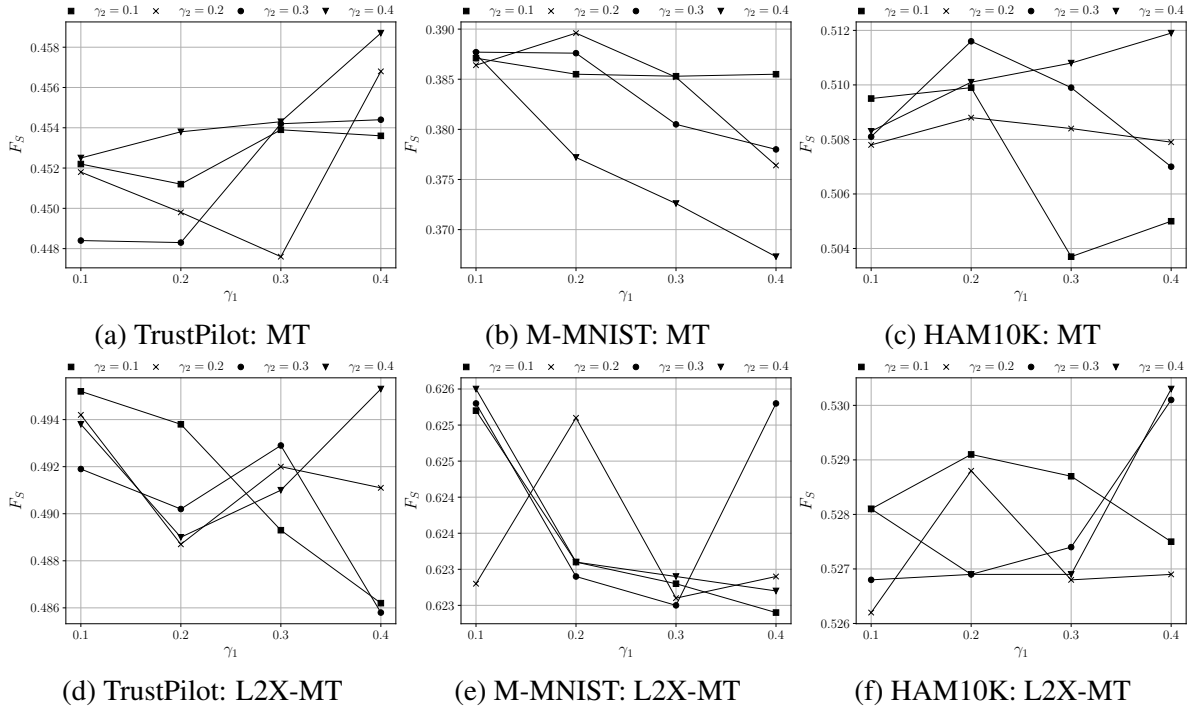 ■ γ₂ = 0.1 × γ₂ = 0.2 ● γ₂ = 0.3 ▼ γ₂ = 0.4
0.458
0.456
0.454
0.452
0.450
0.448
F_S
0.1 0.2 0.3 0.4
γ₁
(a) TrustPilot: MT
■ γ₂ = 0.1 × γ₂ = 0.2 ● γ₂ = 0.3 ▼ γ₂ = 0.4
0.390
0.385
0.380
0.375
0.370
F_S
0.1 0.2 0.3 0.4
γ₁
(b) M-MNIST: MT
■ γ₂ = 0.1 × γ₂ = 0.2 ● γ₂ = 0.3 ▼ γ₂ = 0.4
0.512
0.510
0.508
0.506
0.504
F_S
0.1 0.2 0.3 0.4
γ₁
(c) HAM10K: MT
■ γ₂ = 0.1 × γ₂ = 0.2 ● γ₂ = 0.3 ▼ γ₂ = 0.4
0.494
0.492
0.490
0.488
0.486
F_S
0.1 0.2 0.3 0.4
γ₁
(d) TrustPilot: L2X-MT
■ γ₂ = 0.1 × γ₂ = 0.2 ● γ₂ = 0.3 ▼ γ₂ = 0.4
0.626
0.625
0.625
0.624
0.624
0.623
0.623
F_S
0.1 0.2 0.3 0.4
γ₁
(e) M-MNIST: L2X-MT
■ γ₂ = 0.1 × γ₂ = 0.2 ● γ₂ = 0.3 ▼ γ₂ = 0.4
0.530
0.529
0.528
0.527
0.526
F_S
0.1 0.2 0.3 0.4
γ₁
(f) HAM10K: L2X-MT